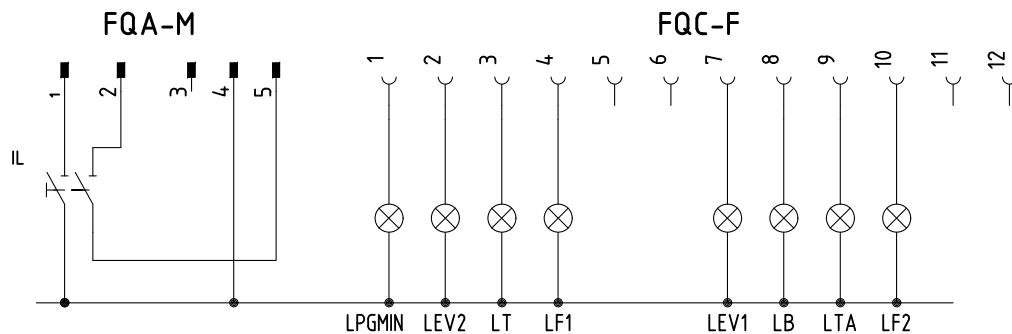 FQA-M FQC-F
1 2 3 4 5 1 2 3 4 5 6 7 8 9 10 11 12
IL
LPGMIN LEV2 LT LF1 LEV1 LB LTA LF2